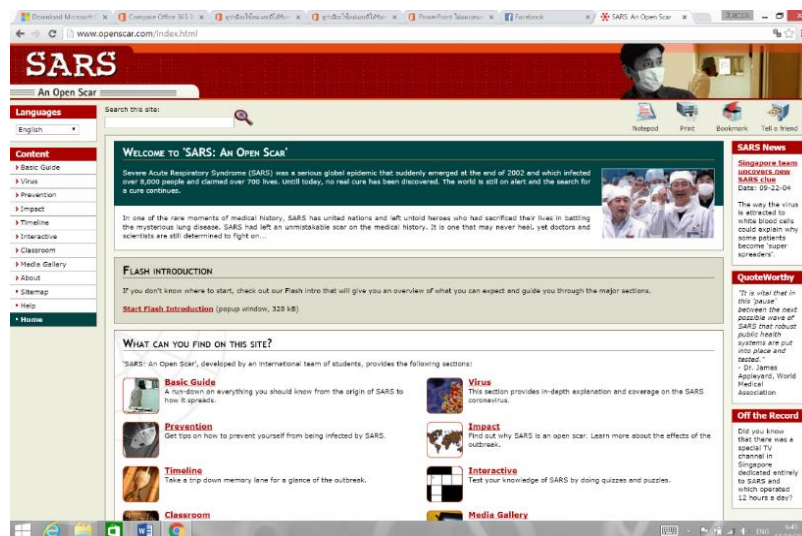 Download Microsoft
Compare Office 365
Facebook
SARS: An Open Scar
www.openscar.com/index.html
SARS
An Open Scar
Languages
English
Search this site:
Notepad Print Bookmark Tell a friend
Content
Basic Guide
Virus
Prevention
Impact
Timeline
Interactive
Classroom
Media Gallery
About
Sitemap
Help
Home
WELCOME TO 'SARS: AN OPEN SCAR'
Severe Acute Respiratory Syndrome (SARS) was a serious global epidemic that suddenly emerged at the end of 2002 and which infected
over 8,000 people and claimed over 700 lives. Until today, no real cure has been discovered. The world is still on alert and the search for
a cure continues.
In one of the rare moments of medical history, SARS has united nations and left untold heroes who had sacrificed their lives in battling
the mysterious lung disease. SARS had left an unmistakable scar on the medical history. It is one that may never heal, yet doctors and
scientists are still determined to fight on...
FLASH INTRODUCTION
If you don't know where to start, check out our Flash intro that will give you an overview of what you can expect and guide you through the major sections.
Start Flash Introduction (popup window, 328 kB)
WHAT CAN YOU FIND ON THIS SITE?
'SARS: An Open Scar', developed by an international team of students, provides the following sections:
Basic Guide
A run-down on everything you should know from the origin of SARS to
how it spreads.
Virus
This section provides in-depth explanation and coverage on the SARS
coronavirus.
Prevention
Get tips on how to prevent yourself from being infected by SARS.
Impact
Find out why SARS is an open scar. Learn more about the effects of the
outbreak.
Timeline
Take a trip down memory lane for a glance of the outbreak.
Interactive
Test your knowledge of SARS by doing quizzes and puzzles.
Classroom
Media Gallery
SARS News
Singapore team
uncovers new
SARS clue
Date: 09-22-04
The way the virus
is attracted to
white blood cells
could explain why
some patients
become 'super
spreaders'.
QuoteWorthy
"It is vital that in
this 'pause'
between the next
possible wave of
SARS that robust
public health
systems are put
into place and
tested."
- Dr. James
Appleyard, World
Medical
Association
Off the Record
Did you know
that there was a
special TV
channel in
Singapore
dedicated entirely
to SARS and
which operated
12 hours a day?
ENG